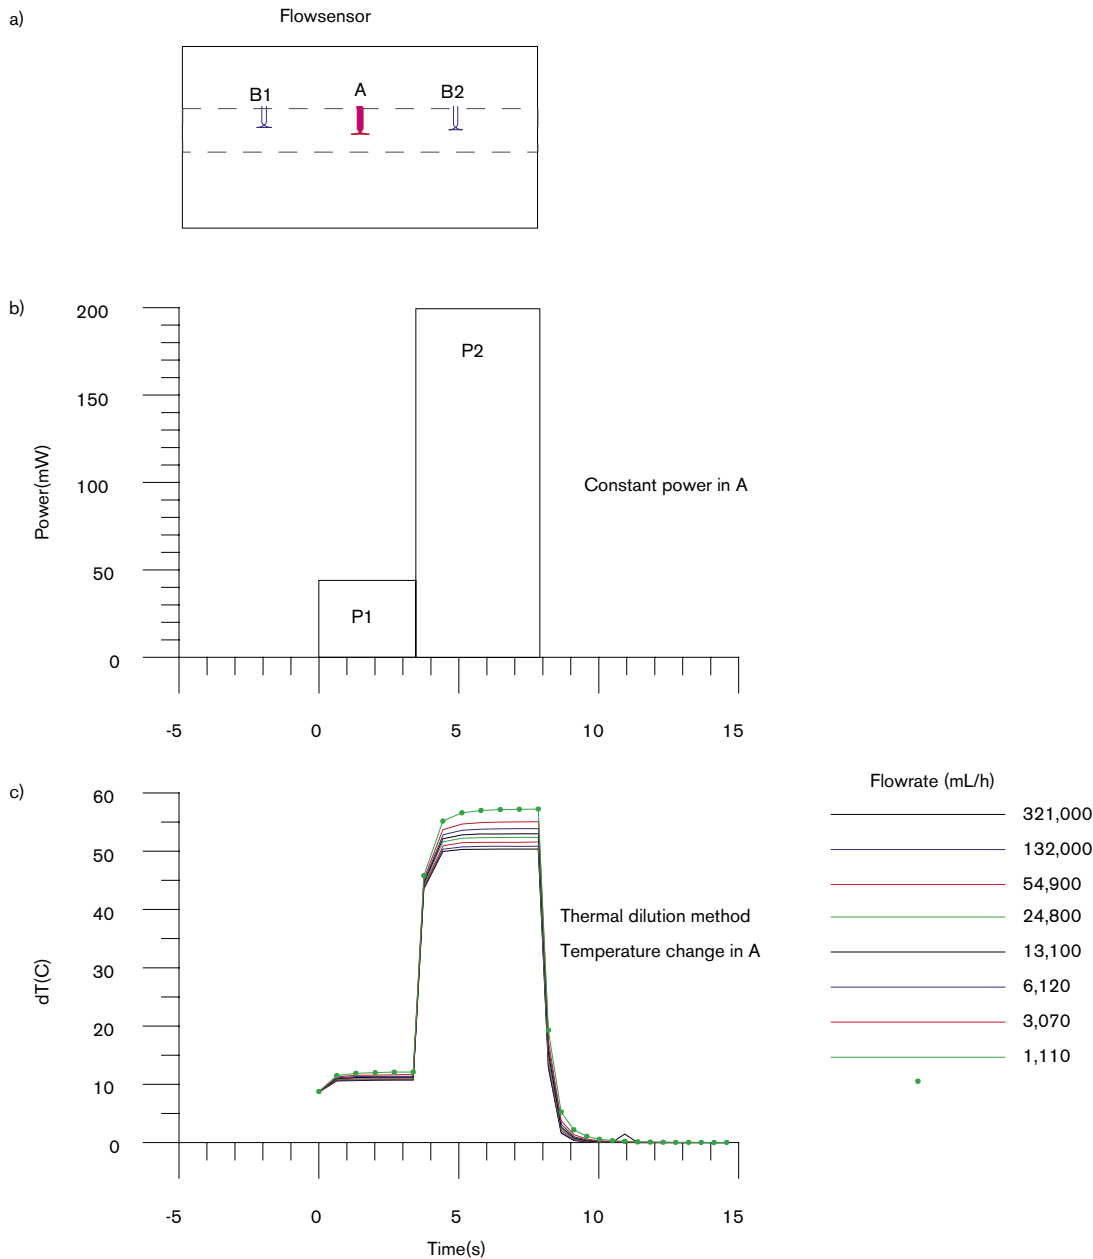 a)
Flowsensor
B1
A
B2
b)
200
150
100
50
0
Power(mW)
P1
P2
Constant power in A
-5
0
5
10
15
c)
60
50
40
30
20
10
0
dT(C)
Thermal dilution method
Temperature change in A
-5
0
5
10
15
Time(s)
Flowrate (mL/h)
321,000
132,000
54,900
24,800
13,100
6,120
3,070
1,110